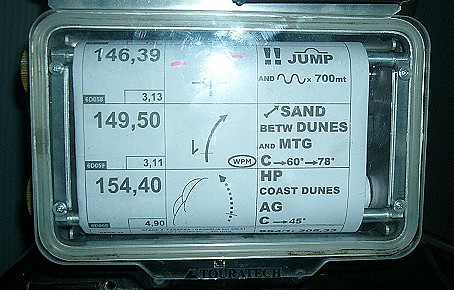 146,39
!! JUMP
AND 700mt
6D058 3,13
149,50
SAND
BETW DUNES
AND MTG
WPM C→60°→78°
6D059 3,11
154,40
HP
COAST DUNES
AG
C→45°
6D060 4,90
TOURATECH